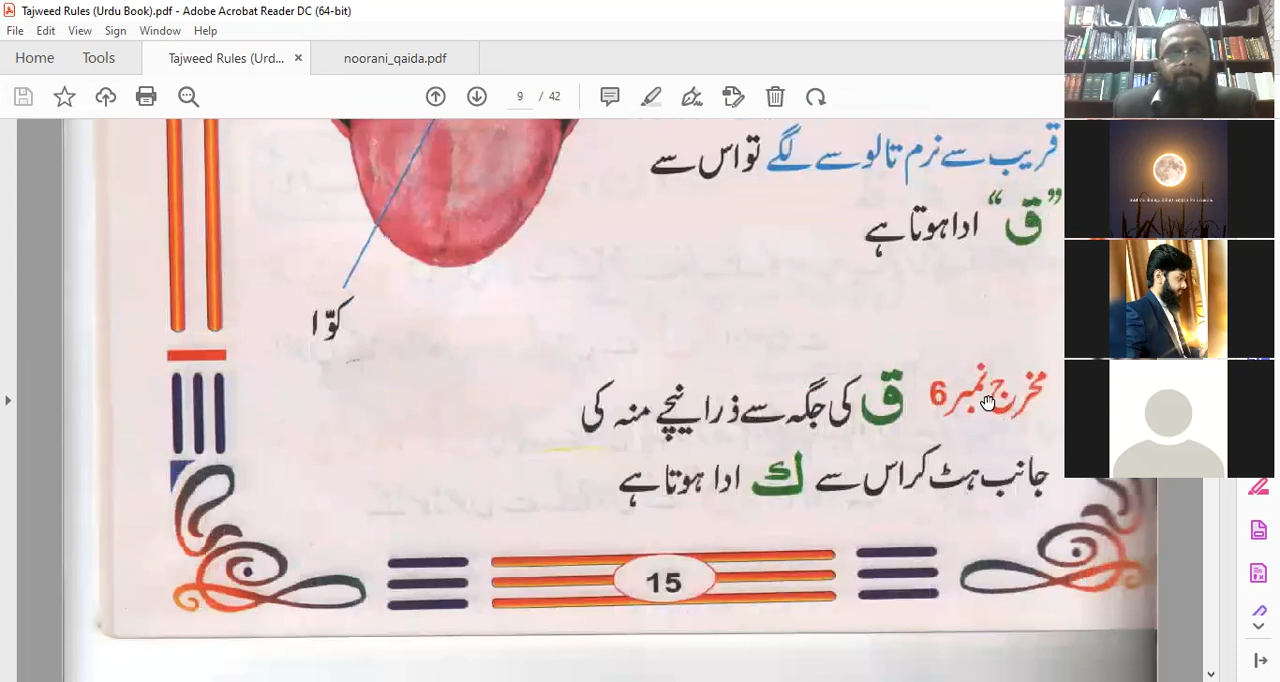 Tajweed Rules (Urdu Book).pdf - Adobe Acrobat Reader DC (64-bit)
File Edit View Sign Window Help
Home Tools Tajweed Rules (Urd... × noorani_qaida.pdf
9 / 42
قریب سے نرم تالو سے لگے تو اس سے
”ق“ ادا ہوتا ہے
کوّا
مخرج نمبر 6 ق کی جگہ سے ذرا نیچے منہ کی
جانب ہٹ کر اس سے ك ادا ہوتا ہے
15